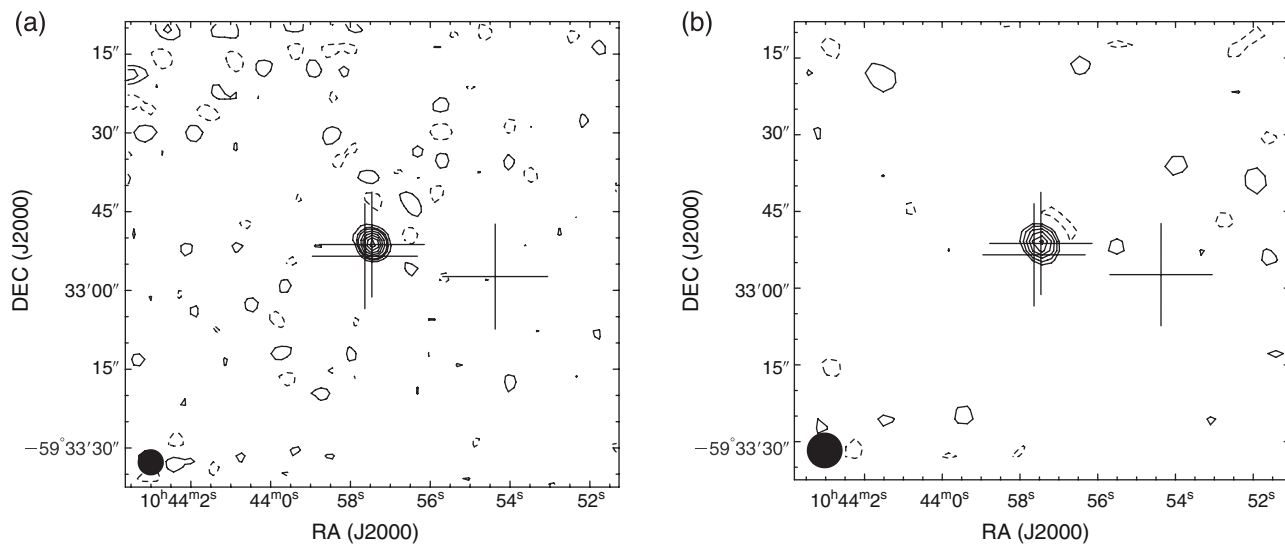 (a)
(b)
DEC (J2000)
15″
30″
45″
33′00″
15″
−59°33′30″
10ʰ44ᵐ2ˢ
44ᵐ0ˢ
58ˢ
56ˢ
54ˢ
52ˢ
RA (J2000)
DEC (J2000)
15″
30″
45″
33′00″
15″
−59°33′30″
10ʰ44ᵐ2ˢ
44ᵐ0ˢ
58ˢ
56ˢ
54ˢ
52ˢ
RA (J2000)